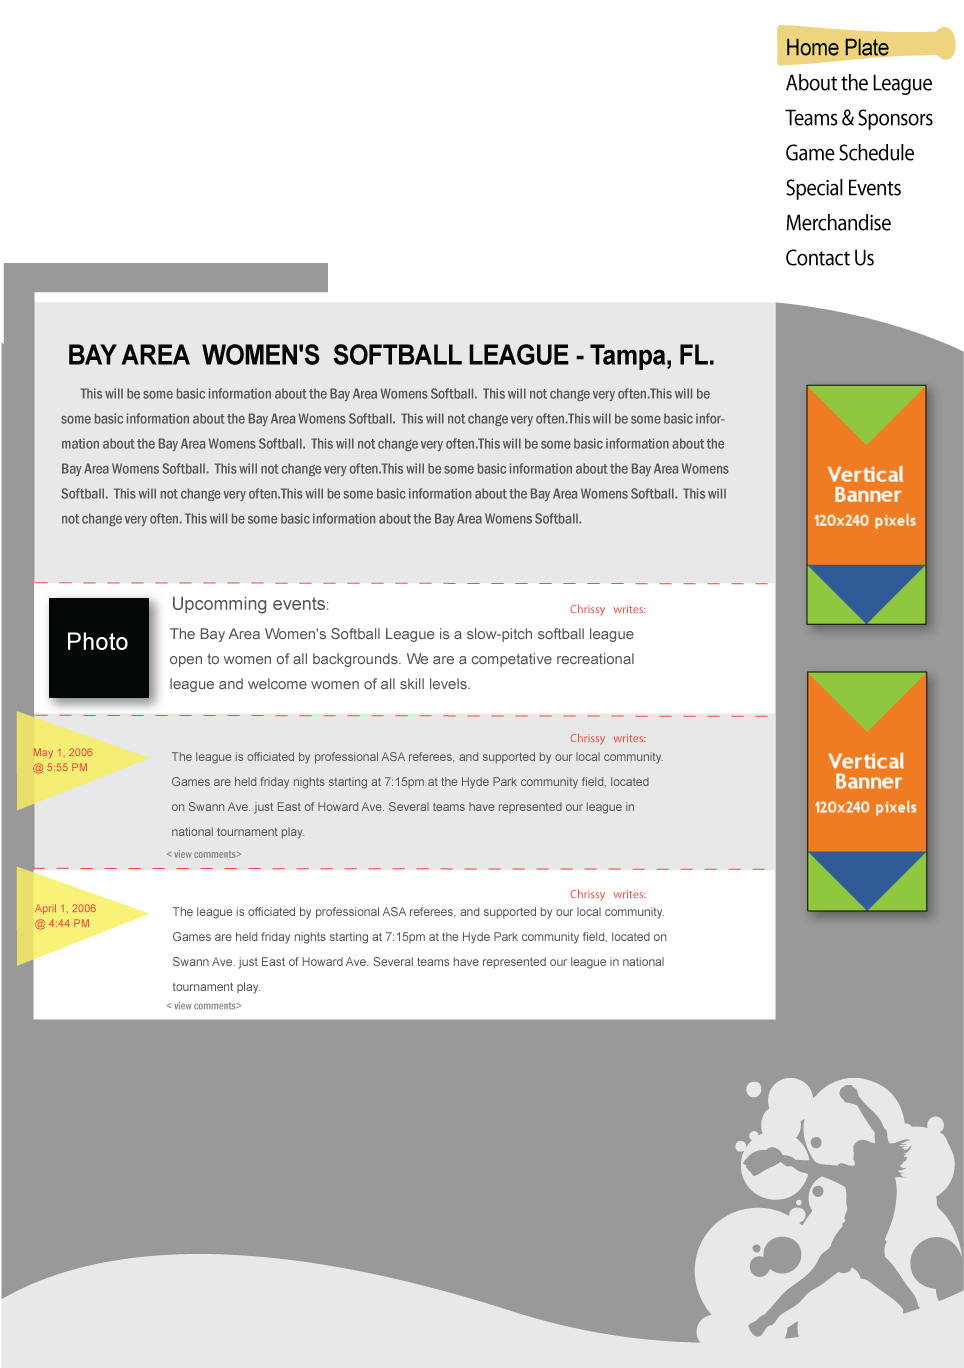 Home Plate
About the League
Teams & Sponsors
Game Schedule
Special Events
Merchandise
Contact Us
BAY AREA WOMEN'S SOFTBALL LEAGUE - Tampa, FL.
This will be some basic information about the Bay Area Womens Softball. This will not change very often.This will be
some basic information about the Bay Area Womens Softball. This will not change very often.This will be some basic infor-
mation about the Bay Area Womens Softball. This will not change very often.This will be some basic information about the
Bay Area Womens Softball. This will not change very often.This will be some basic information about the Bay Area Womens
Softball. This will not change very often.This will be some basic information about the Bay Area Womens Softball. This will
not change very often. This will be some basic information about the Bay Area Womens Softball.
Vertical
Banner
120x240 pixels
Photo
Upcomming events:
Chrissy writes:
The Bay Area Women's Softball League is a slow-pitch softball league
open to women of all backgrounds. We are a competative recreational
league and welcome women of all skill levels.
May 1, 2006
@ 5:55 PM
Chrissy writes:
The league is officiated by professional ASA referees, and supported by our local community.
Games are held friday nights starting at 7:15pm at the Hyde Park community field, located
on Swann Ave. just East of Howard Ave. Several teams have represented our league in
national tournament play.
< view comments>
Vertical
Banner
120x240 pixels
April 1, 2006
@ 4:44 PM
Chrissy writes:
The league is officiated by professional ASA referees, and supported by our local community.
Games are held friday nights starting at 7:15pm at the Hyde Park community field, located on
Swann Ave. just East of Howard Ave. Several teams have represented our league in national
tournament play.
< view comments>